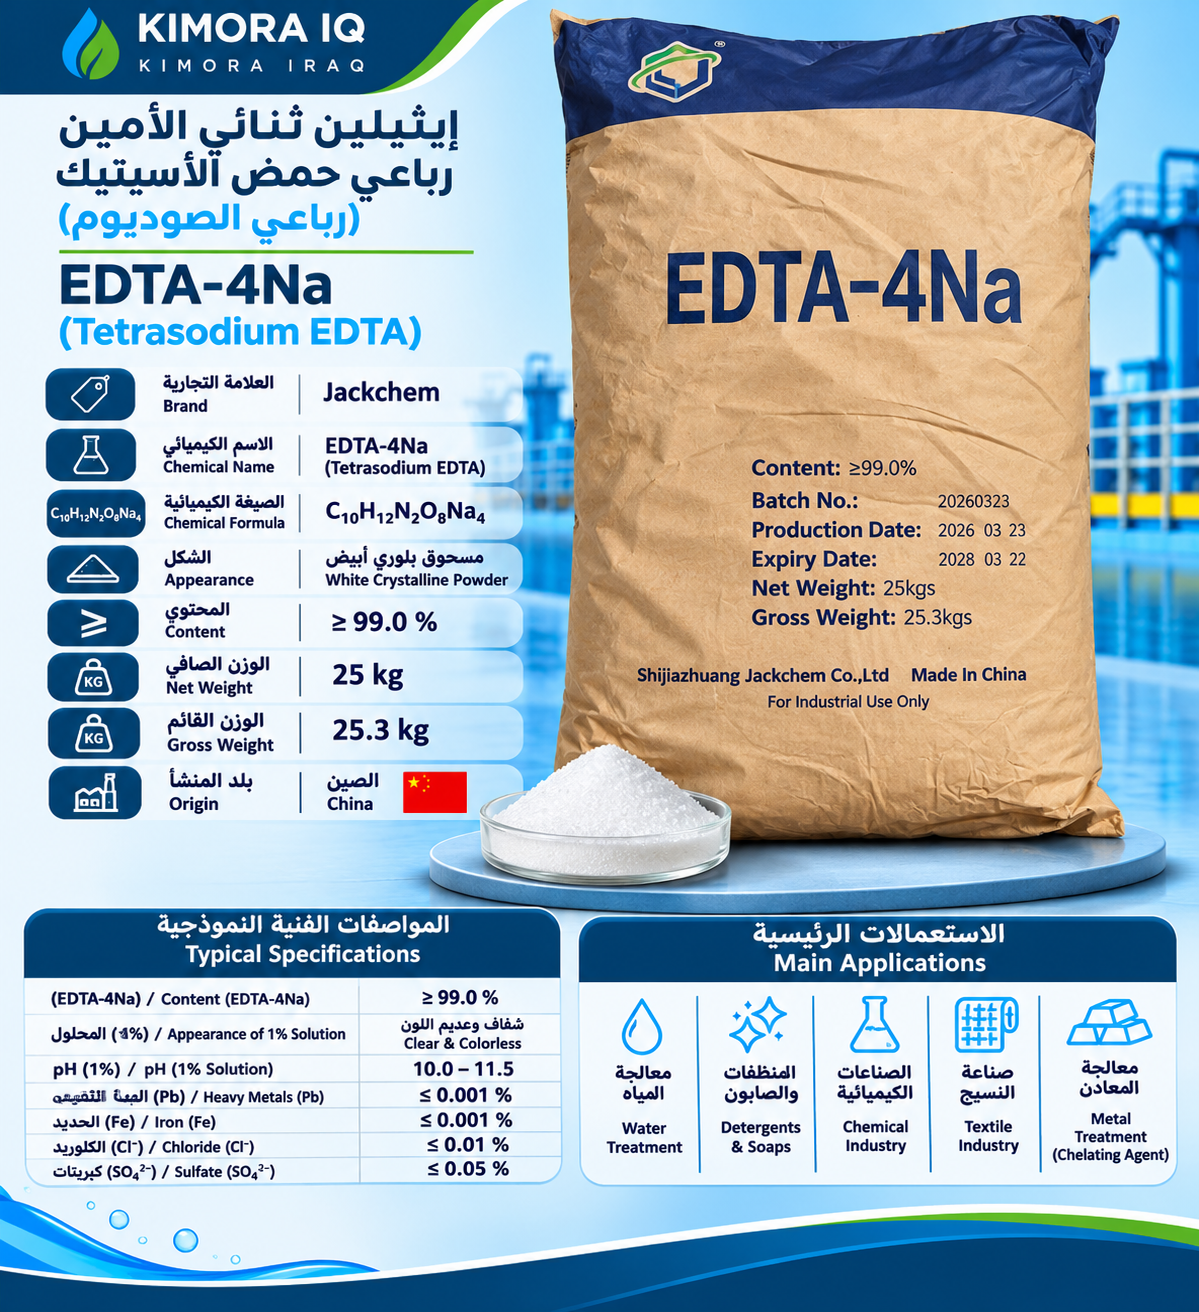 KIMORA IQ
KIMORA IRAQ
إيثيلين ثنائي الأمين
رباعي حمض الأسيتيك
(رباعي الصوديوم)
EDTA-4Na
(Tetrasodium EDTA)
العلامة التجارية
Brand
Jackchem
الاسم الكيميائي
Chemical Name
EDTA-4Na
(Tetrasodium EDTA)
C₁₀H₁₂N₂O₈Na₄
الصيغة الكيميائية
Chemical Formula
C₁₀H₁₂N₂O₈Na₄
الشكل
Appearance
مسحوق بلوري أبيض
White Crystalline Powder
≥
المحتوي
Content
≥ 99.0 %
KG
الوزن الصافي
Net Weight
25 kg
KG
الوزن القائم
Gross Weight
25.3 kg
بلد المنشأ
Origin
الصين
China
®
EDTA-4Na
Content: ≥99.0%
Batch No.: 20260323
Production Date: 2026 03 23
Expiry Date: 2028 03 22
Net Weight: 25kgs
Gross Weight: 25.3kgs
Shijiazhuang Jackchem Co.,Ltd Made In China
For Industrial Use Only
المواصفات الفنية النموذجية
Typical Specifications
(EDTA-4Na) / Content (EDTA-4Na) ≥ 99.0 %
المحلول (1%) / Appearance of 1% Solution
شفاف وعديم اللون
Clear & Colorless
pH (1%) / pH (1% Solution) 10.0 – 11.5
(Pb) / Heavy Metals (Pb) ≤ 0.001 %
الحديد (Fe) / Iron (Fe) ≤ 0.001 %
الكلوريد (Cl⁻) / Chloride (Cl⁻) ≤ 0.01 %
كبريتات (SO₄²⁻) / Sulfate (SO₄²⁻) ≤ 0.05 %
الاستعمالات الرئيسية
Main Applications
معالجة
المياه
Water
Treatment
المنظفات
والصابون
Detergents
& Soaps
الصناعات
الكيميائية
Chemical
Industry
صناعة
النسيج
Textile
Industry
معالجة
المعادن
Metal
Treatment
(Chelating Agent)